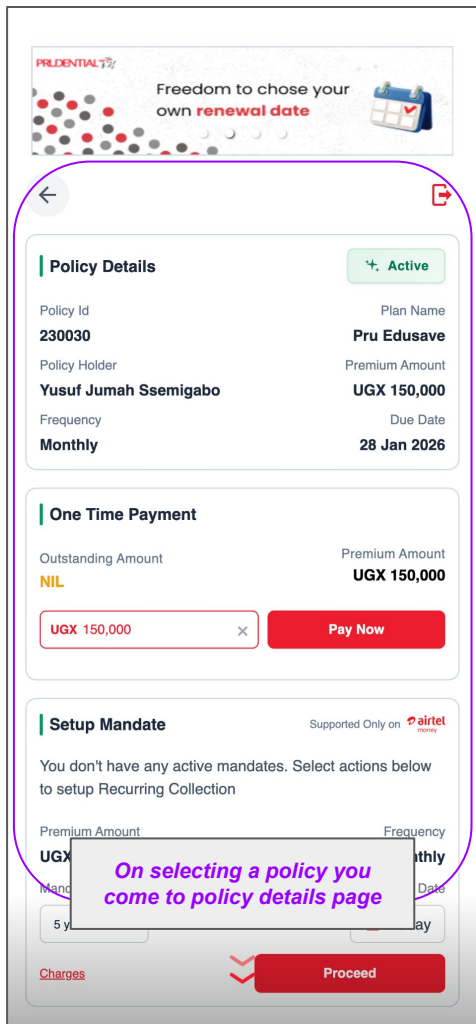 PRUDENTIAL
Freedom to chose your
own renewal date
Policy Details
Active
Policy Id
Plan Name
230030
Pru Edusave
Policy Holder
Premium Amount
Yusuf Jumah Ssemigabo
UGX 150,000
Frequency
Due Date
Monthly
28 Jan 2026
One Time Payment
Outstanding Amount
Premium Amount
NIL
UGX 150,000
UGX 150,000
Pay Now
Setup Mandate
Supported Only on airtel money
You don't have any active mandates. Select actions below
to setup Recurring Collection
Premium Amount
Frequency
UGX
On selecting a policy you
come to policy details page
Date
5 y
ay
Charges
Proceed